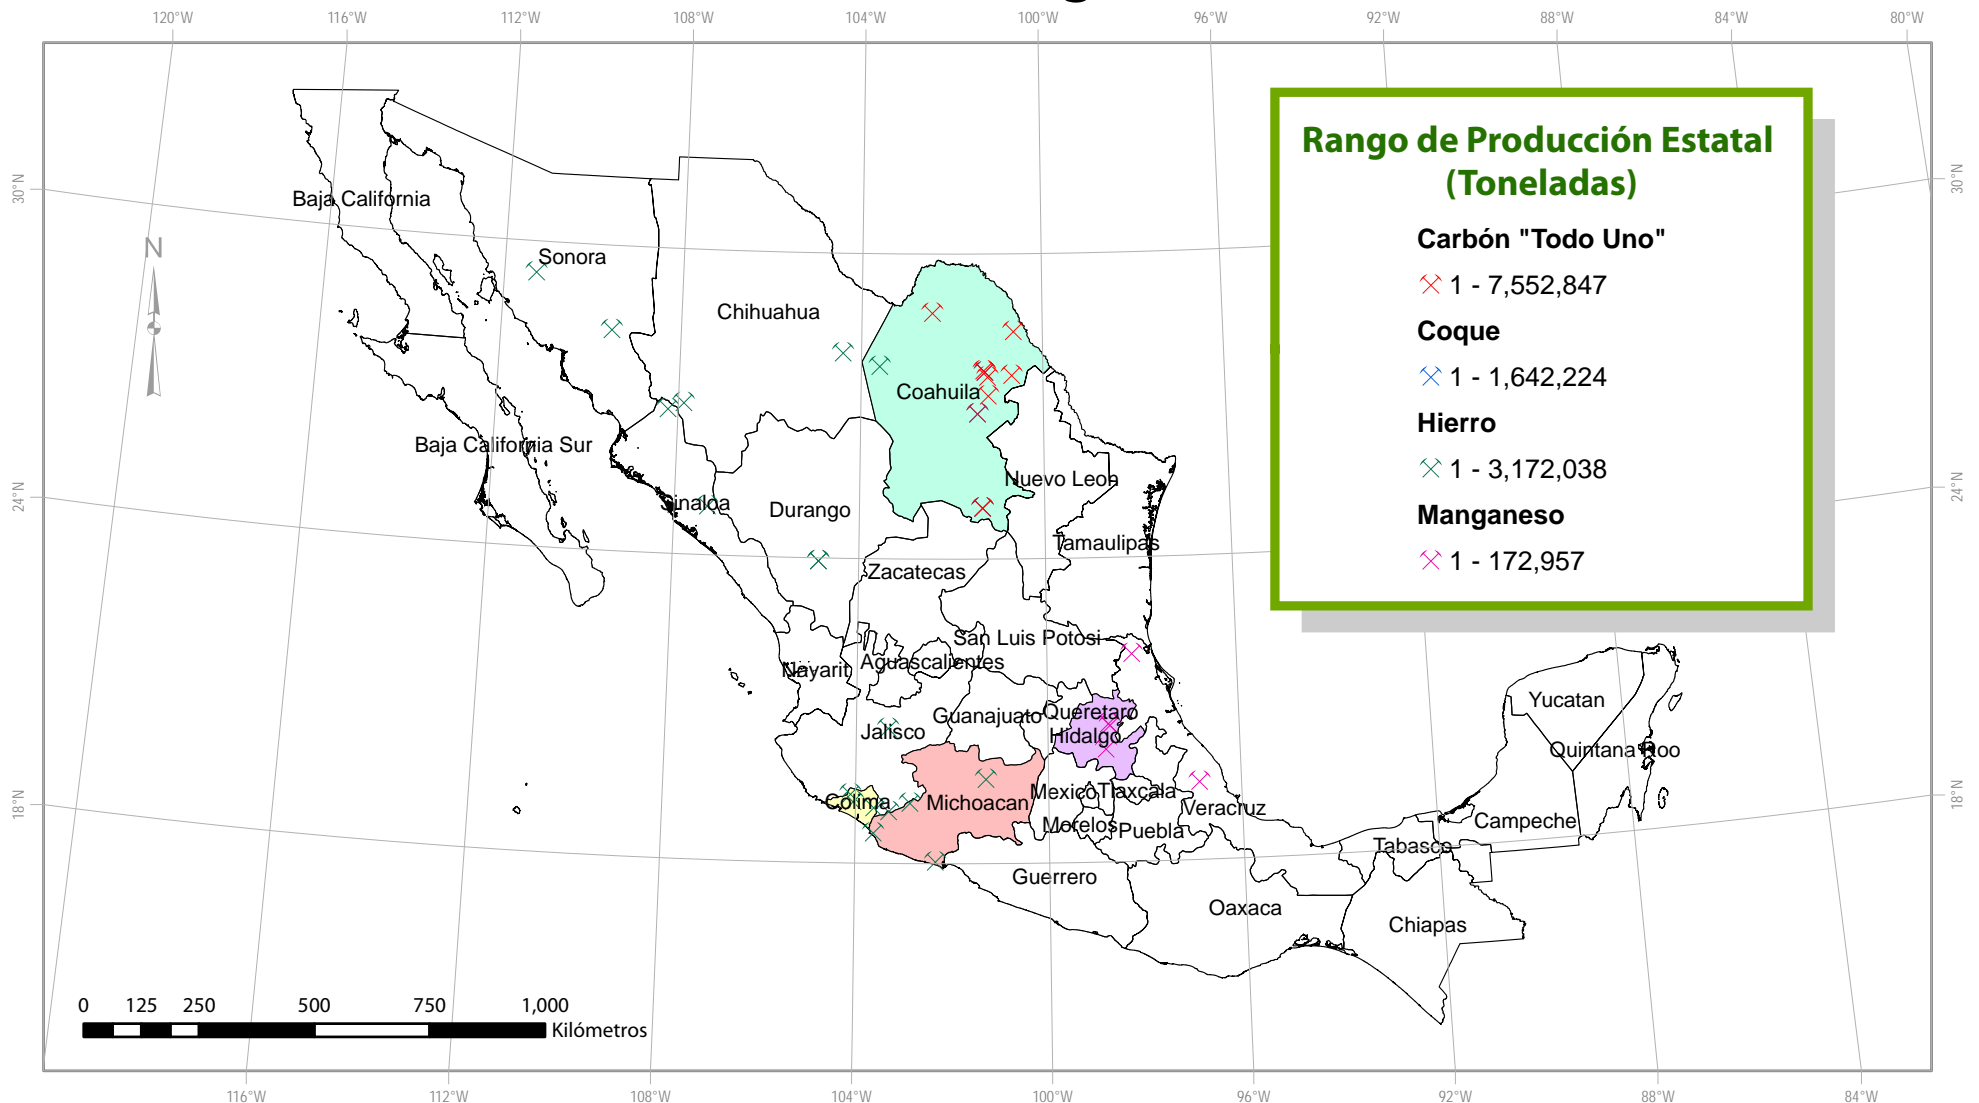 120°W 116°W 112°W 108°W 104°W 100°W 96°W 92°W 88°W 84°W 80°W
30°N
24°N
18°N
30°N
24°N
18°N
N
Rango de Producción Estatal
(Toneladas)
Carbón "Todo Uno"
1 - 7,552,847
Coque
1 - 1,642,224
Hierro
1 - 3,172,038
Manganeso
1 - 172,957
Baja California
Sonora
Chihuahua
Coahuila
Baja California Sur
Nuevo Leon
Sinaloa
Durango
Tamaulipas
Zacatecas
San Luis Potosi
Nayarit
Aguascalientes
Yucatan
Guanajuato
Queretaro
Jalisco
Hidalgo
Quintana Roo
Colima
Michoacan
Mexico
Tlaxcala
Veracruz
Morelos
Puebla
Campeche
Tabasco
Guerrero
Oaxaca
Chiapas
0 125 250 500 750 1,000
Kilómetros
116°W 112°W 108°W 104°W 100°W 96°W 92°W 88°W 84°W